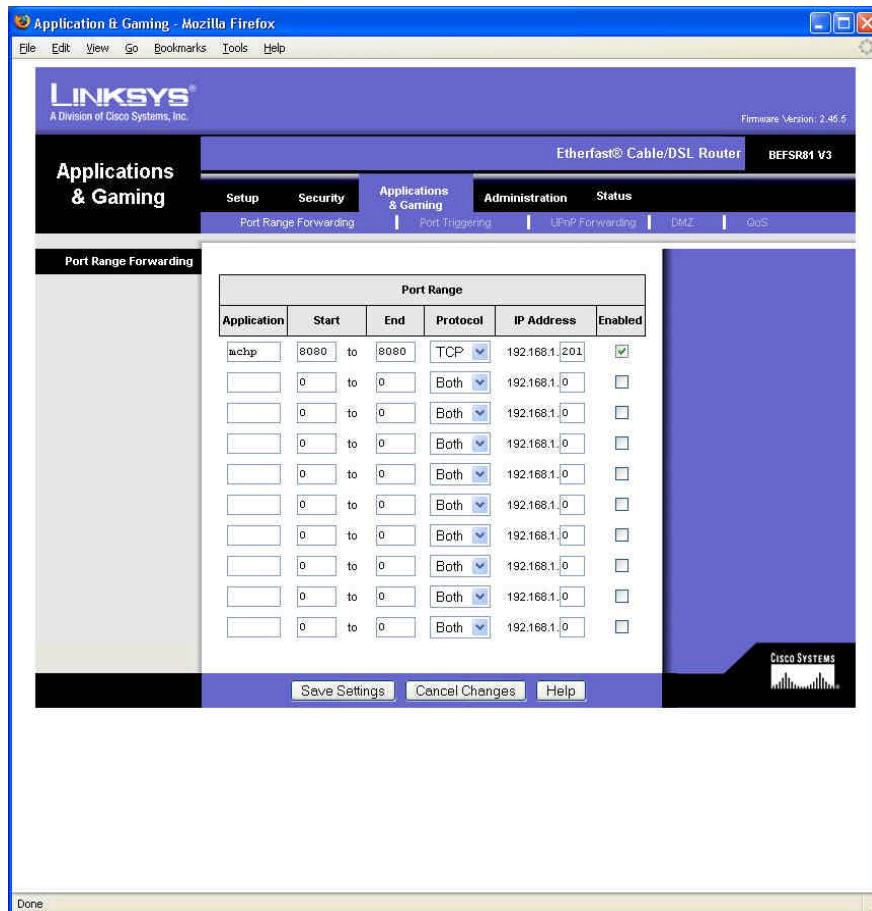 Application & Gaming - Mozilla Firefox
File Edit View Go Bookmarks Tools Help
LINKSYS®
A Division of Cisco Systems, Inc.
Firmware Version: 2.45.5
Etherfast® Cable/DSL Router BEFSR81 V3
Applications & Gaming
Setup Security Applications & Gaming Administration Status
Port Range Forwarding Port Triggering UPnP Forwarding DMZ QoS
Port Range Forwarding
Port Range
Application Start End Protocol IP Address Enabled
mchp 8080 to 8080 TCP 192.168.1.201
0 to 0 Both 192.168.1.0
0 to 0 Both 192.168.1.0
0 to 0 Both 192.168.1.0
0 to 0 Both 192.168.1.0
0 to 0 Both 192.168.1.0
0 to 0 Both 192.168.1.0
0 to 0 Both 192.168.1.0
0 to 0 Both 192.168.1.0
0 to 0 Both 192.168.1.0
CISCO SYSTEMS
Save Settings Cancel Changes Help
Done